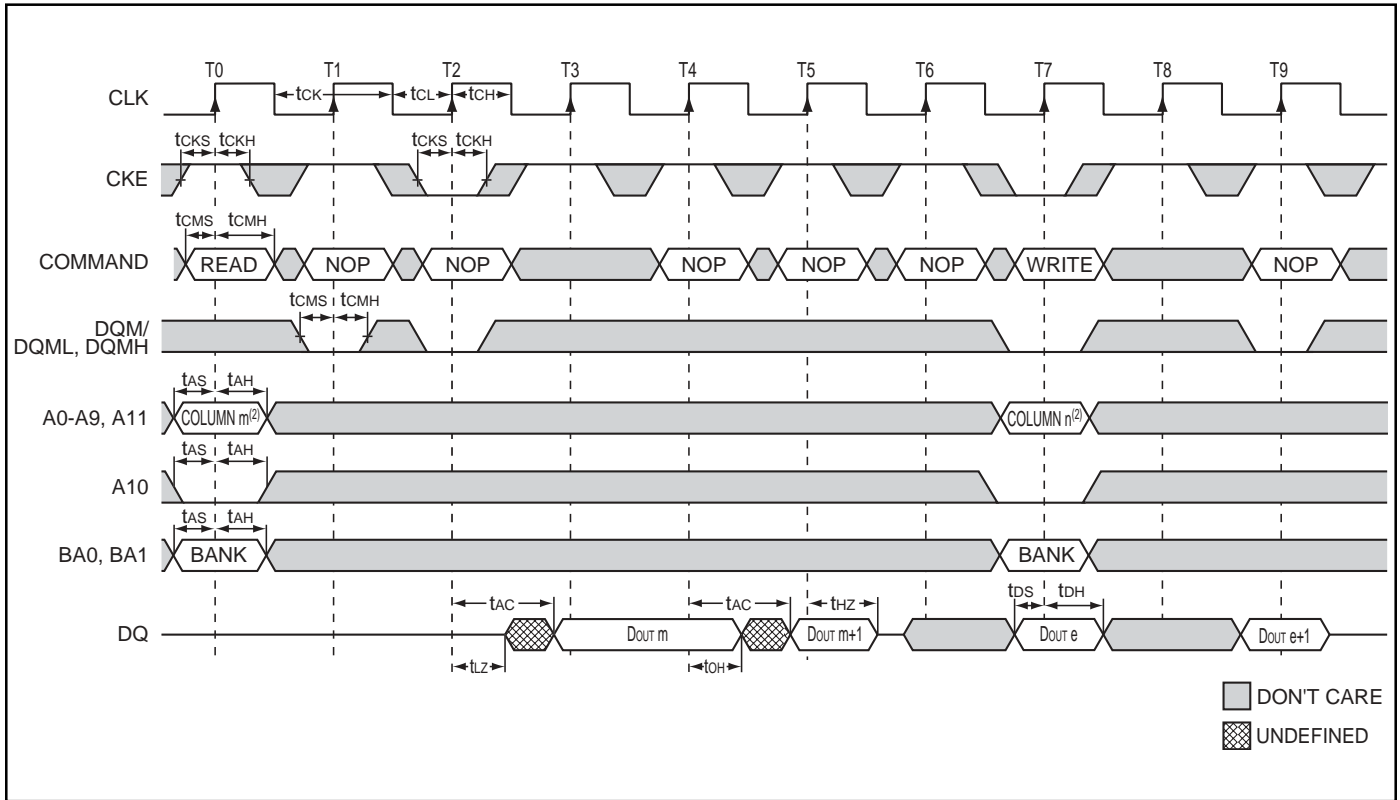 T0 T1 T2 T3 T4 T5 T6 T7 T8 T9
CLK tCK tCL tCH
tCKS tCKH tCKS tCKH
CKE
tCMS tCMH
COMMAND READ NOP NOP NOP NOP NOP WRITE NOP
tCMS tCMH
DQM/
DQML, DQMH
tAS tAH
A0-A9, A11 COLUMN m(2) COLUMN n(2)
tAS tAH
A10
tAS tAH
BA0, BA1 BANK BANK
tAC tAC tHZ tDS tDH
DQ DOUT m DOUT m+1 DOUT e DOUT e+1
tLZ tOH
DON'T CARE
UNDEFINED